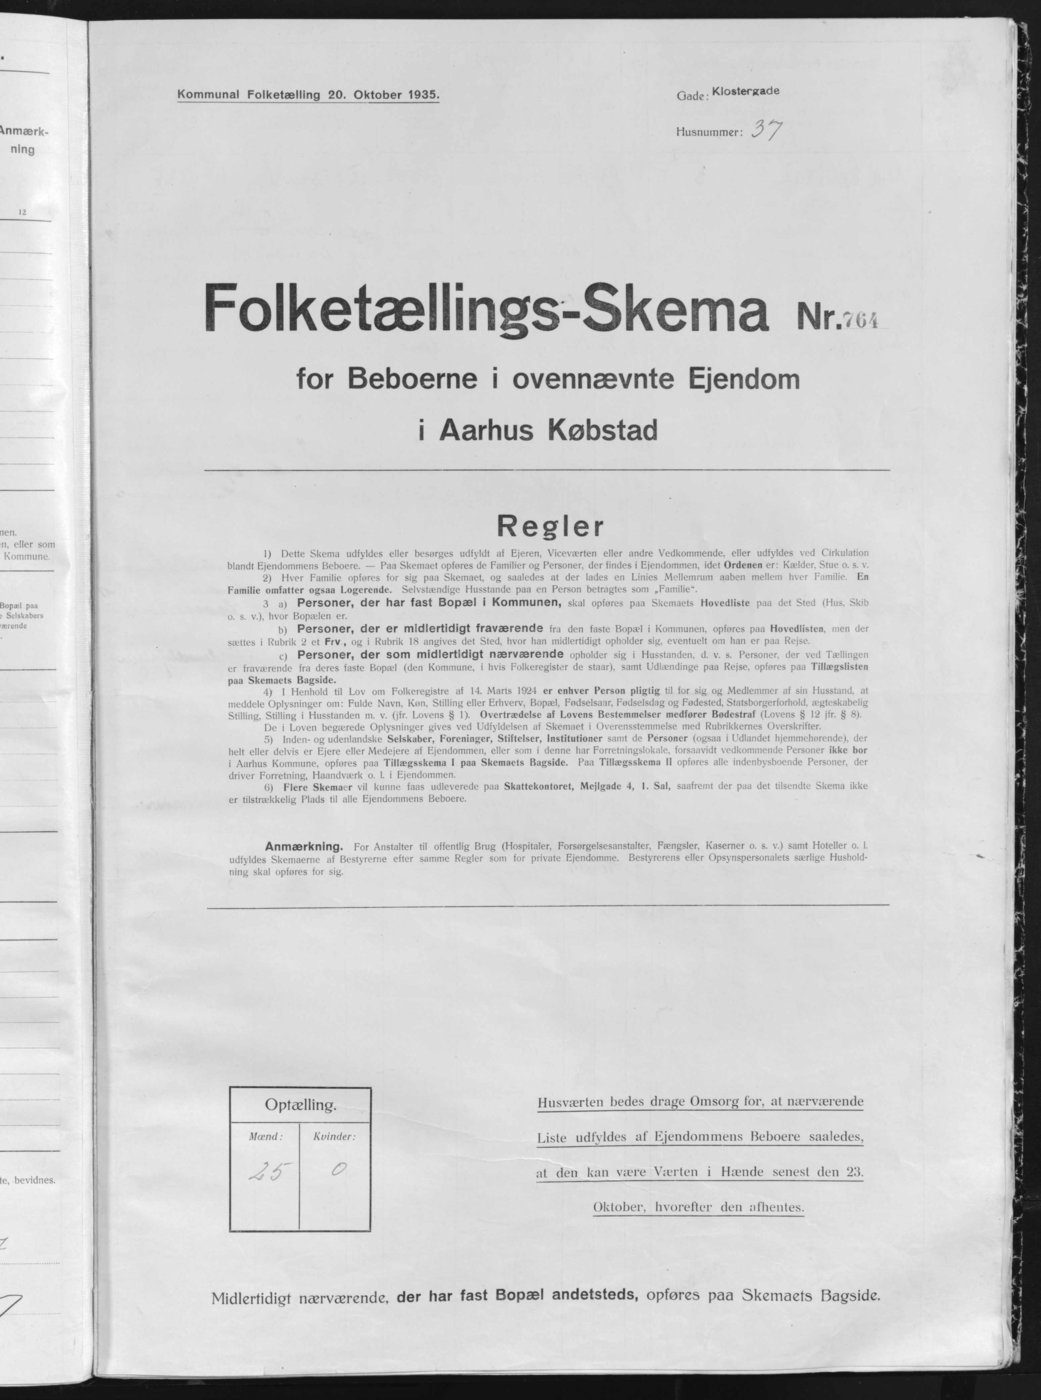 Anmærk-
ning
12
nen.
n, eller som
Kommune.
Bopæl paa
Selskabers
værende
te, bevidnes.
Kommunal Folketælling 20. Oktober 1935.
Gade: Klostergade
Husnummer: 37
Folketællings-Skema Nr. 764
for Beboerne i ovennævnte Ejendom
i Aarhus Købstad
Regler
1) Dette Skema udfyldes eller besørges udfyldt af Ejeren, Viceværten eller andre Vedkommende, eller udfyldes ved Cirkulation
blandt Ejendommens Beboere. — Paa Skemaet opføres de Familier og Personer, der findes i Ejendommen, idet Ordenen er: Kælder, Stue o. s. v.
2) Hver Familie opføres for sig paa Skemaet, og saaledes at der lades en Linies Mellemrum aaben mellem hver Familie. En
Familie omfatter ogsaa Logerende. Selvstændige Husstande paa en Person betragtes som „Familie“.
3 a) Personer, der har fast Bopæl i Kommunen, skal opføres paa Skemaets Hovedliste paa det Sted (Hus, Skib
o. s. v.), hvor Bopælen er.
b) Personer, der er midlertidigt fraværende fra den faste Bopæl i Kommunen, opføres paa Hovedlisten, men der
sættes i Rubrik 2 et Frv, og i Rubrik 18 angives det Sted, hvor han midlertidigt opholder sig, eventuelt om han er paa Rejse.
c) Personer, der som midlertidigt nærværende opholder sig i Husstanden, d. v. s. Personer, der ved Tællingen
er fraværende fra deres faste Bopæl (den Kommune, i hvis Folkeregister de staar), samt Udlændinge paa Rejse, opføres paa Tillægslisten
paa Skemaets Bagside.
4) I Henhold til Lov om Folkeregistre af 14. Marts 1924 er enhver Person pligtig til for sig og Medlemmer af sin Husstand, at
meddele Oplysninger om: Fulde Navn, Køn, Stilling eller Erhverv, Bopæl, Fødselsaar, Fødselsdag og Fødested, Statsborgerforhold, ægteskabelig
Stilling, Stilling i Husstanden m. v. (jfr. Lovens § 1). Overtrædelse af Lovens Bestemmelser medfører Bødestraf (Lovens § 12 jfr. § 8).
De i Loven begærede Oplysninger gives ved Udfyldelsen af Skemaet i Overensstemmelse med Rubrikkernes Overskrifter.
5) Inden- og udenlandske Selskaber, Foreninger, Stiftelser, Institutioner samt de Personer (ogsaa i Udlandet hjemmehørende), der
helt eller delvis er Ejere eller Medejere af Ejendommen, eller som i denne har Forretningslokale, forsaavidt vedkommende Personer ikke bor
i Aarhus Kommune, opføres paa Tillægsskema I paa Skemaets Bagside. Paa Tillægsskema II opføres alle indenbysboende Personer, der
driver Forretning, Haandværk o. l. i Ejendommen.
6) Flere Skemaer vil kunne faas udleverede paa Skattekontoret, Mejlgade 4, 1. Sal, saafremt der paa det tilsendte Skema ikke
er tilstrækkelig Plads til alle Ejendommens Beboere.
Anmærkning. For Anstalter til offentlig Brug (Hospitaler, Forsørgelsesanstalter, Fængsler, Kaserner o. s. v.) samt Hoteller o. l.
udfyldes Skemaerne af Bestyrerne efter samme Regler som for private Ejendomme. Bestyrerens eller Opsynspersonalets særlige Hushold-
ning skal opføres for sig.
Optælling.
Mænd: Kvinder:
25 0
Husværten bedes drage Omsorg for, at nærværende
Liste udfyldes af Ejendommens Beboere saaledes,
at den kan være Værten i Hænde senest den 23.
Oktober, hvorefter den afhentes.
Midlertidigt nærværende, der har fast Bopæl andetsteds, opføres paa Skemaets Bagside.